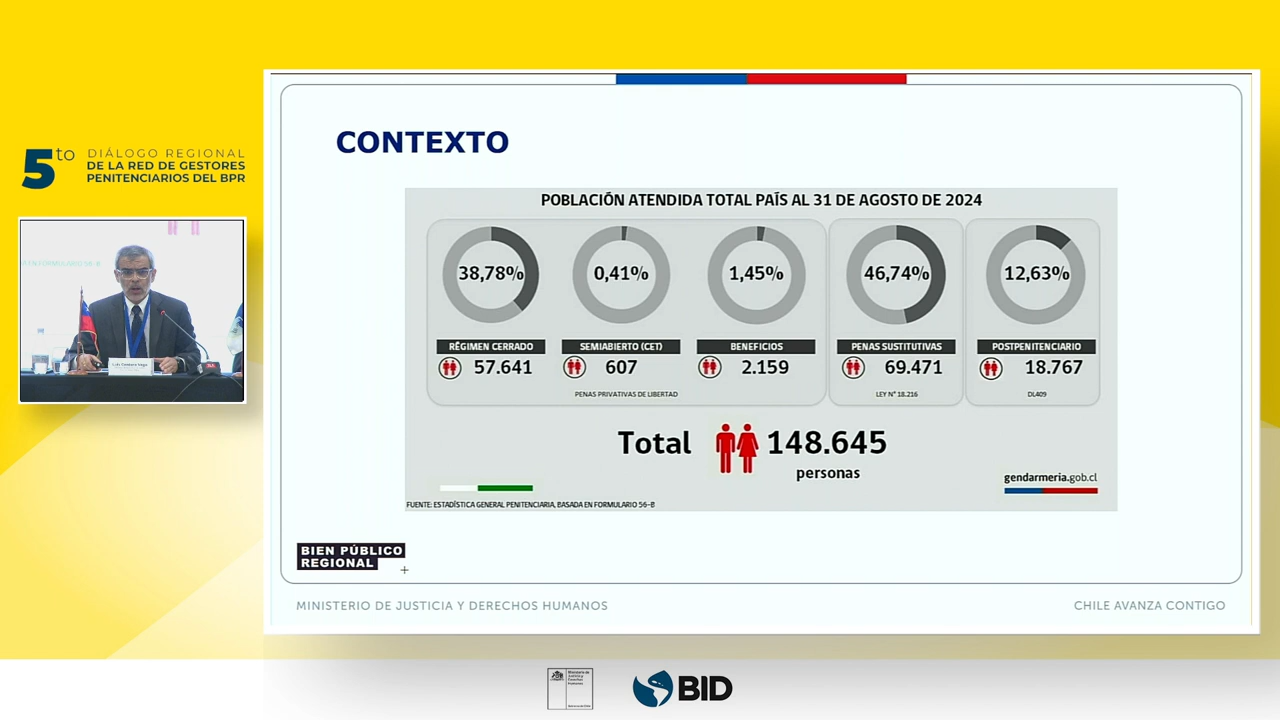 5to
DIÁLOGO REGIONAL
DE LA RED DE GESTORES
PENITENCIARIOS DEL BPR
CONTEXTO
POBLACIÓN ATENDIDA TOTAL PAÍS AL 31 DE AGOSTO DE 2024
38,78% 0,41% 1,45% 46,74% 12,63%
RÉGIMEN CERRADO SEMIABIERTO (CET) BENEFICIOS PENAS SUSTITUTIVAS POSTPENITENCIARIO
57.641 607 2.159 69.471 18.767
PENAS PRIVATIVAS DE LIBERTAD LEY N° 18.216 DL409
Total 148.645
personas
gendarmeria.gob.cl
FUENTE: ESTADÍSTICA GENERAL PENITENCIARIA, BASADA EN FORMULARIO 56-B
BIEN PÚBLICO
REGIONAL
MINISTERIO DE JUSTICIA Y DERECHOS HUMANOS CHILE AVANZA CONTIGO
BID